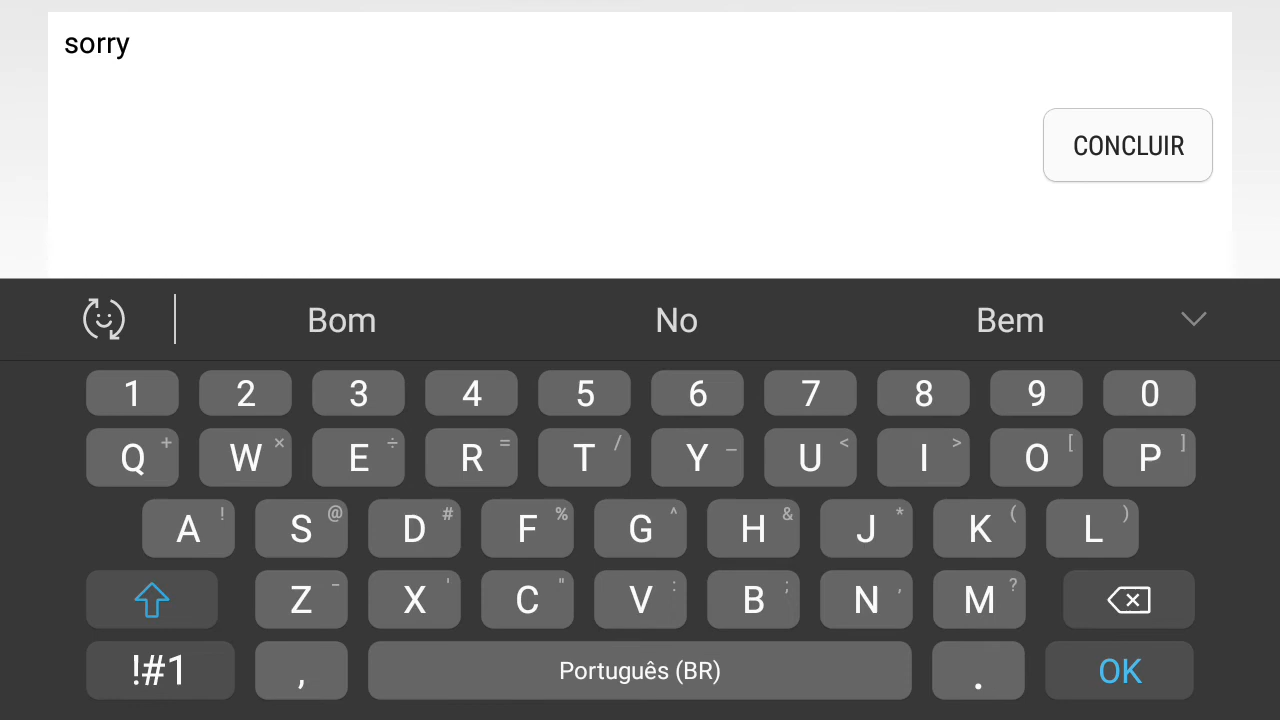 sorry
CONCLUIR
Bom No Bem
1 2 3 4 5 6 7 8 9 0
Q + W × E ÷ R = T / Y _ U < I > O [ P ]
A ! S @ D # F % G ^ H & J * K ( L )
Z - X ' C " V : B ; N , M ?
!#1 , Português (BR) . OK